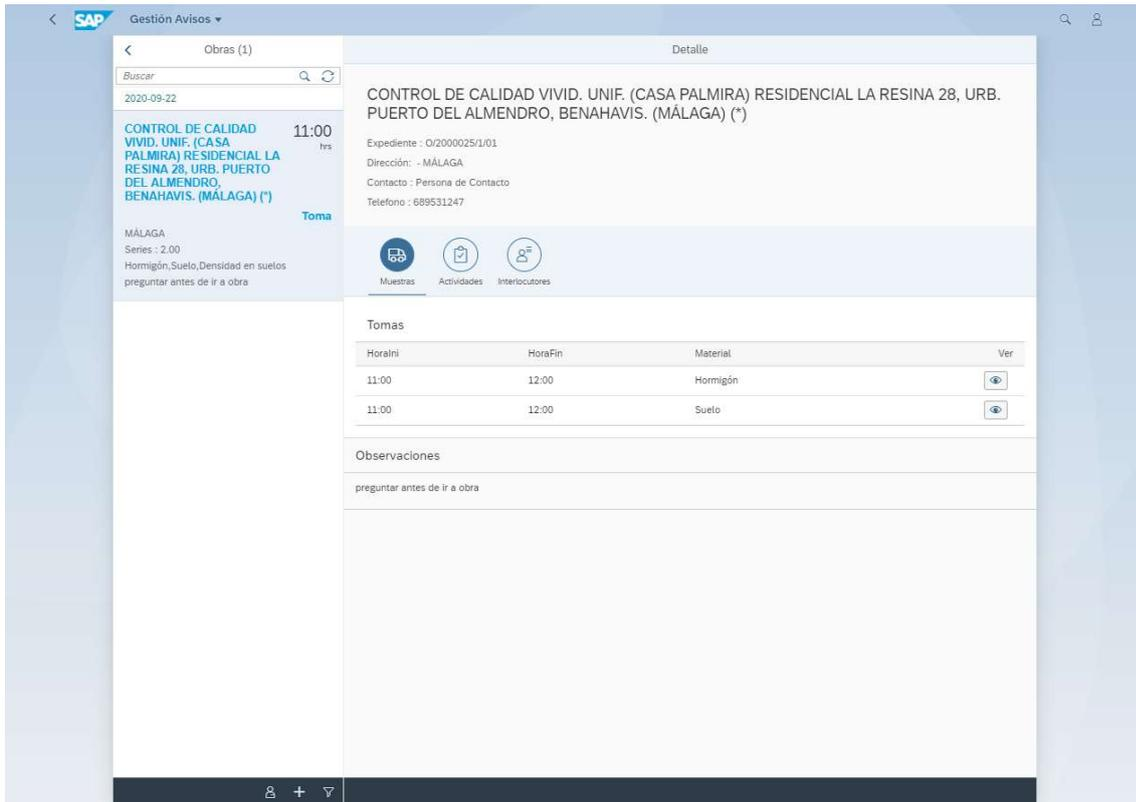 SAP Gestión Avisos
Obras (1)
Buscar
2020-09-22
CONTROL DE CALIDAD
VIVID. UNIF. (CASA
PALMIRA) RESIDENCIAL LA
RESINA 28, URB. PUERTO
DEL ALMENDRO,
BENAHAVIS. (MÁLAGA) (*)
11:00
hrs
Toma
MÁLAGA
Series : 2.00
Hormigón,Suelo,Densidad en suelos
preguntar antes de ir a obra
Detalle
CONTROL DE CALIDAD VIVID. UNIF. (CASA PALMIRA) RESIDENCIAL LA RESINA 28, URB.
PUERTO DEL ALMENDRO, BENAHAVIS. (MÁLAGA) (*)
Expediente : O/2000025/1/01
Dirección: - MÁLAGA
Contacto : Persona de Contacto
Telefono : 689531247
Muestras Actividades Interlocutores
Tomas
HoraIni HoraFin Material Ver
11:00 12:00 Hormigón
11:00 12:00 Suelo
Observaciones
preguntar antes de ir a obra